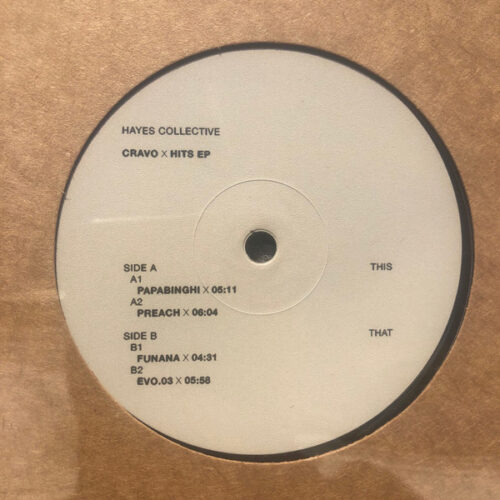 HAYES COLLECTIVE
CRAVO X HITS EP
SIDE A THIS
A1
PAPABINGHI X 05:11
A2
PREACH X 06:04
SIDE B THAT
B1
FUNANA X 04:31
B2
EVO.03 X 05:58